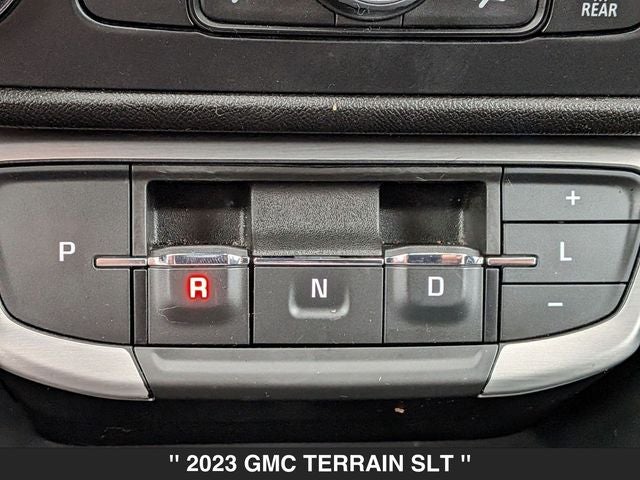 REAR
+
P R N D L
-
" 2023 GMC TERRAIN SLT "